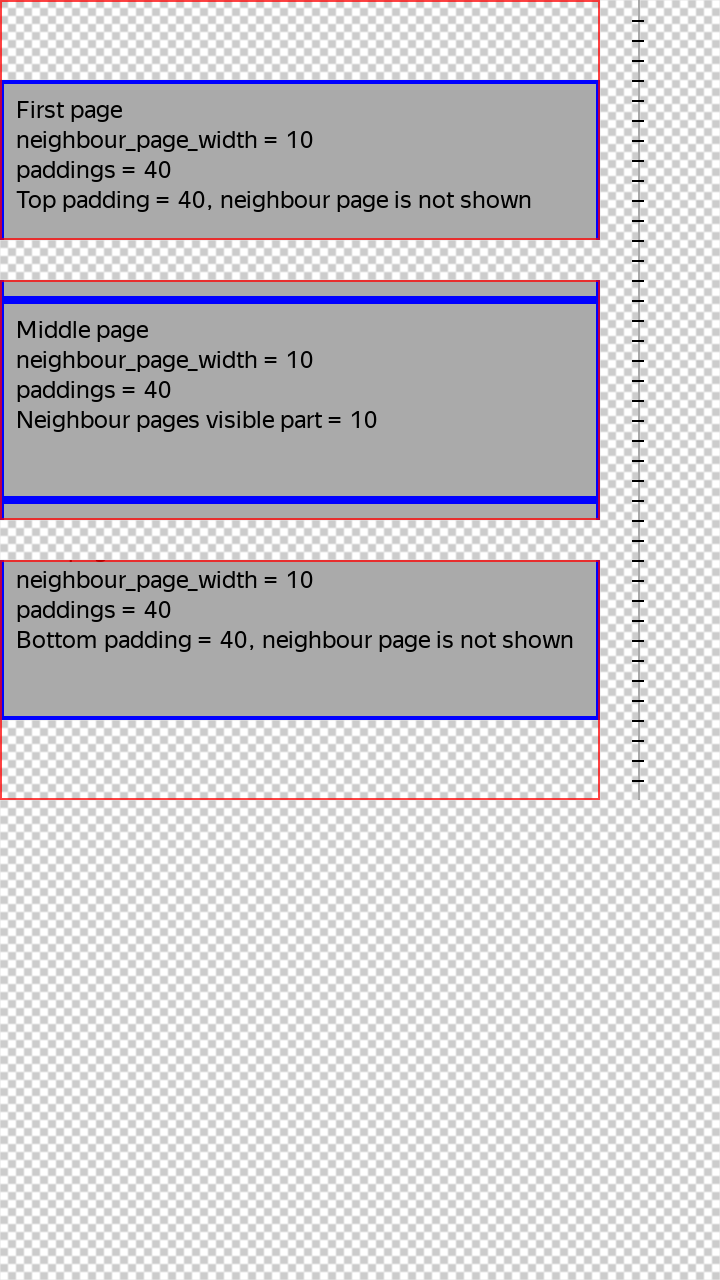 First page
neighbour_page_width = 10
paddings = 40
Top padding = 40, neighbour page is not shown
Middle page
neighbour_page_width = 10
paddings = 40
Neighbour pages visible part = 10
neighbour_page_width = 10
paddings = 40
Bottom padding = 40, neighbour page is not shown